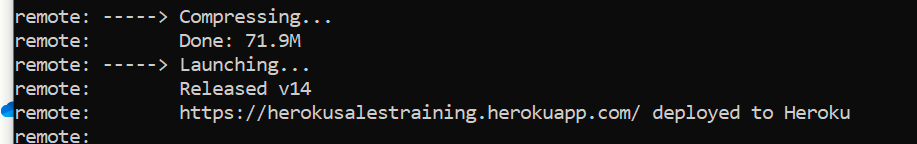 remote: -----> Compressing...
remote:        Done: 71.9M
remote: -----> Launching...
remote:        Released v14
remote:        https://herokusalestraining.herokuapp.com/ deployed to Heroku
remote: